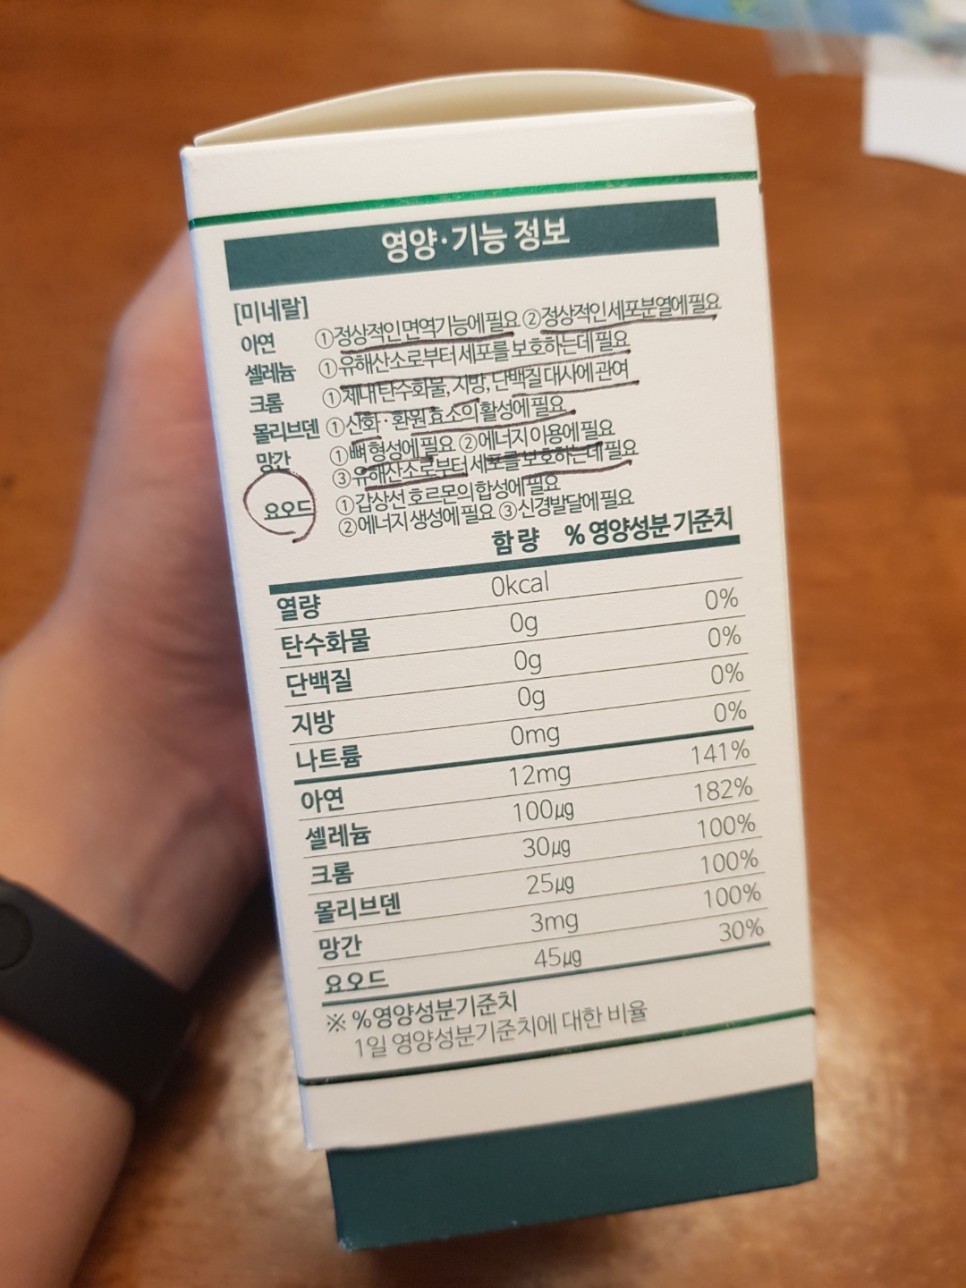 영양·기능 정보
[미네랄]
아연 ①정상적인 면역기능에 필요 ②정상적인 세포분열에 필요
셀레늄 ①유해산소로부터 세포를 보호하는데 필요
크롬 ①체내 탄수화물, 지방, 단백질 대사에 관여
몰리브덴 ①산화·환원 효소의 활성에 필요
망간 ①뼈 형성에 필요 ②에너지 이용에 필요
③유해산소로부터 세포를 보호하는데 필요
요오드 ①갑상선 호르몬의 합성에 필요
②에너지 생성에 필요 ③신경발달에 필요
함량 % 영양성분 기준치
열량 0kcal
탄수화물 0g 0%
단백질 0g 0%
지방 0g 0%
나트륨 0mg 0%
아연 12mg 141%
셀레늄 100㎍ 182%
크롬 30㎍ 100%
몰리브덴 25㎍ 100%
망간 3mg 100%
요오드 45㎍ 30%
※ %영양성분기준치
1일 영양성분기준치에 대한 비율